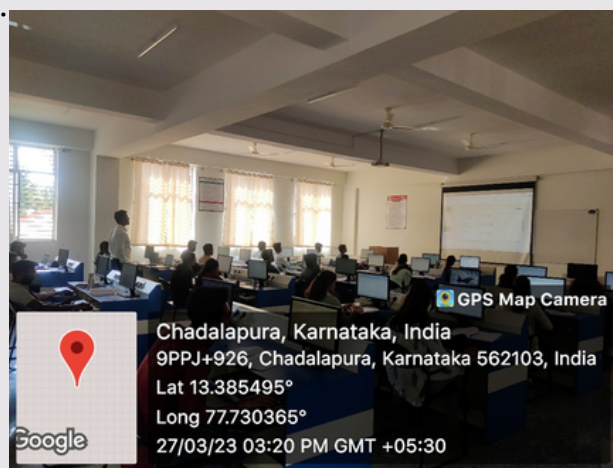 GPS Map Camera
Chadalapura, Karnataka, India
9PPJ+926, Chadalapura, Karnataka 562103, India
Lat 13.385495°
Long 77.730365°
27/03/23 03:20 PM GMT +05:30
Google